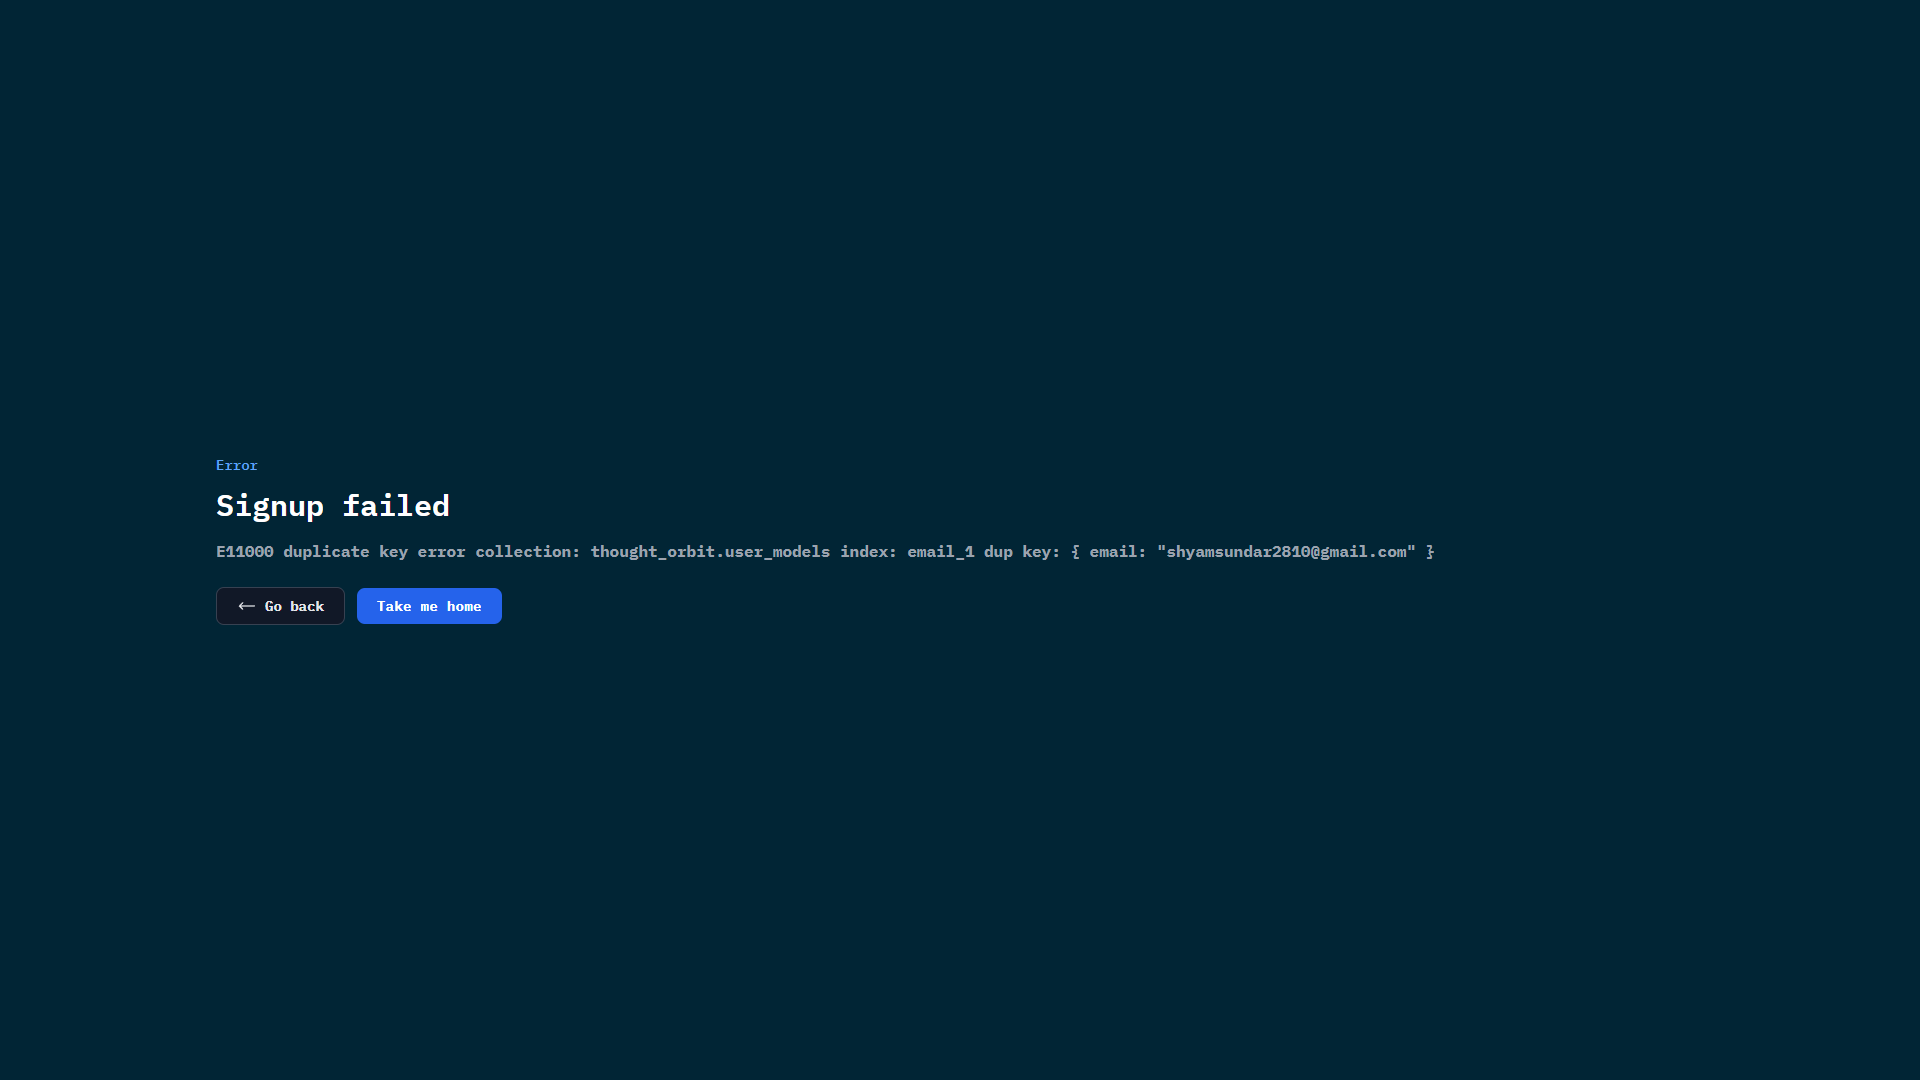 Error
Signup failed
E11000 duplicate key error collection: thought_orbit.user_models index: email_1 dup key: { email: "shyamsundar2810@gmail.com" }
← Go back
Take me home